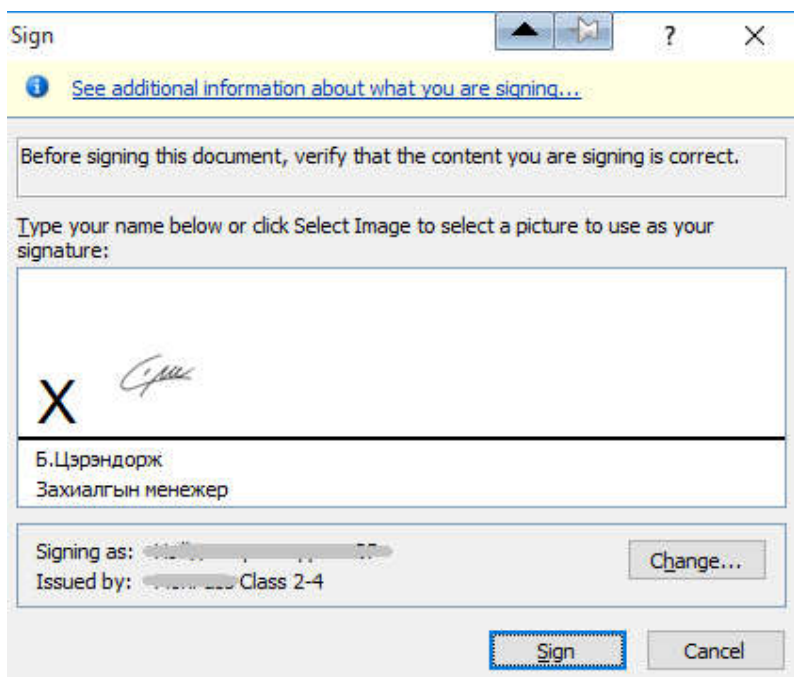 Sign
?
See additional information about what you are signing...
Before signing this document, verify that the content you are signing is correct.
Type your name below or click Select Image to select a picture to use as your
signature:
X
Б.Цэрэндорж
Захиалгын менежер
Signing as:
Change...
Issued by: Class 2-4
Sign
Cancel